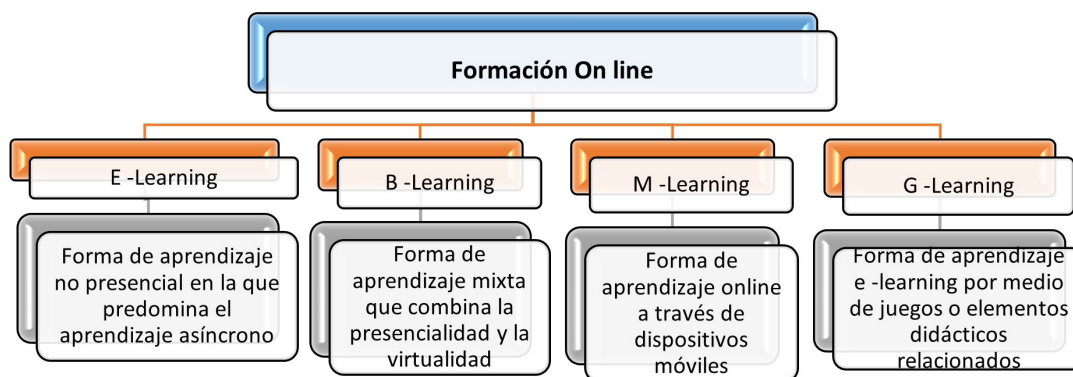 Formación On line
E -Learning
B -Learning
M -Learning
G -Learning
Forma de aprendizaje
no presencial en la que
predomina el
aprendizaje asíncrono
Forma de
aprendizaje mixta
que combina la
presencialidad y la
virtualidad
Forma de
aprendizaje online
a través de
dispositivos
móviles
Forma de aprendizaje
e -learning por medio
de juegos o elementos
didácticos
relacionados